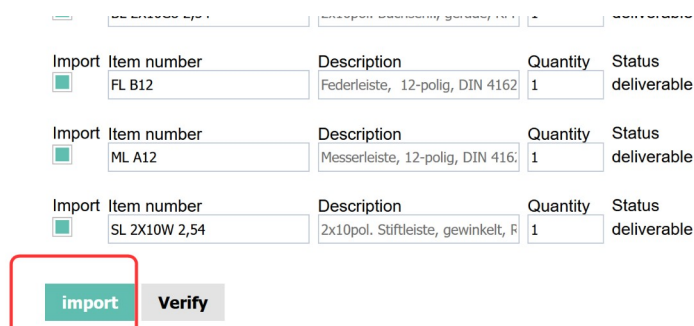 Import Item number Description Quantity Status
FL B12 Federleiste, 12-polig, DIN 4162 1 deliverable
Import Item number Description Quantity Status
ML A12 Messerleiste, 12-polig, DIN 416 1 deliverable
Import Item number Description Quantity Status
SL 2X10W 2,54 2x10pol. Stiftleiste, gewinkelt, R 1 deliverable
import Verify